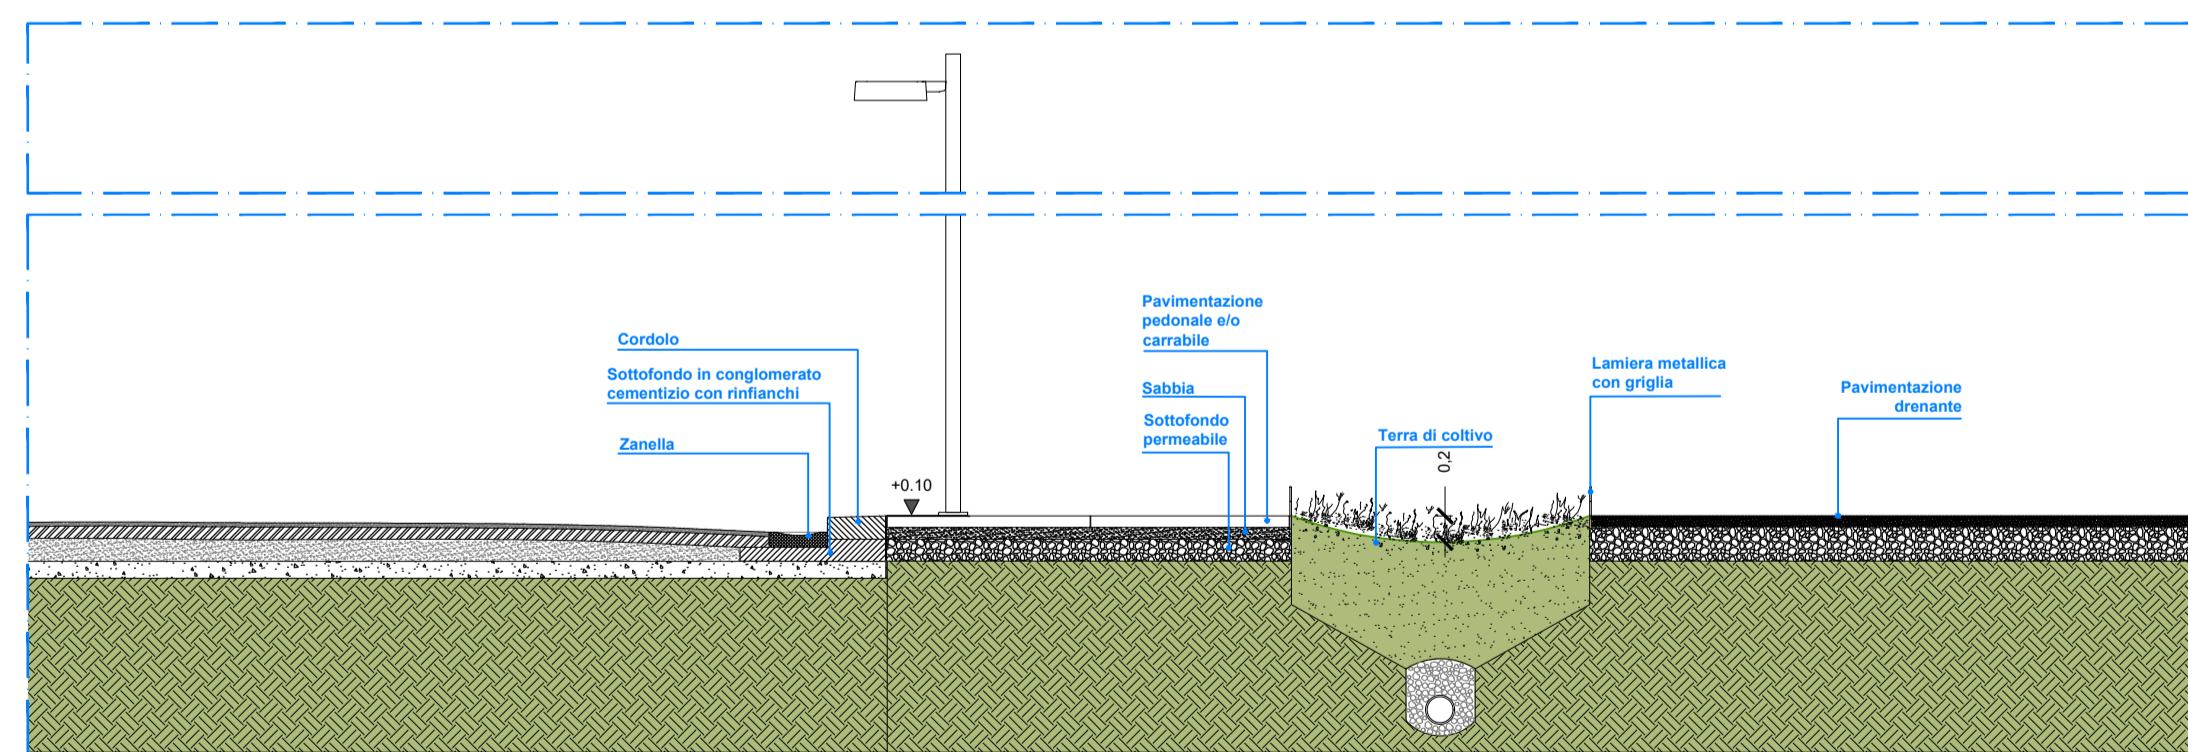 Cordolo
Sottofondo in conglomerato
cementizio con rinfianchi
Zanella
+0.10
Pavimentazione
pedonale e/o
carrabile
Sabbia
Sottofondo
permeabile
Terra di coltivo
0,2
Lamiera metallica
con griglia
Pavimentazione
drenante